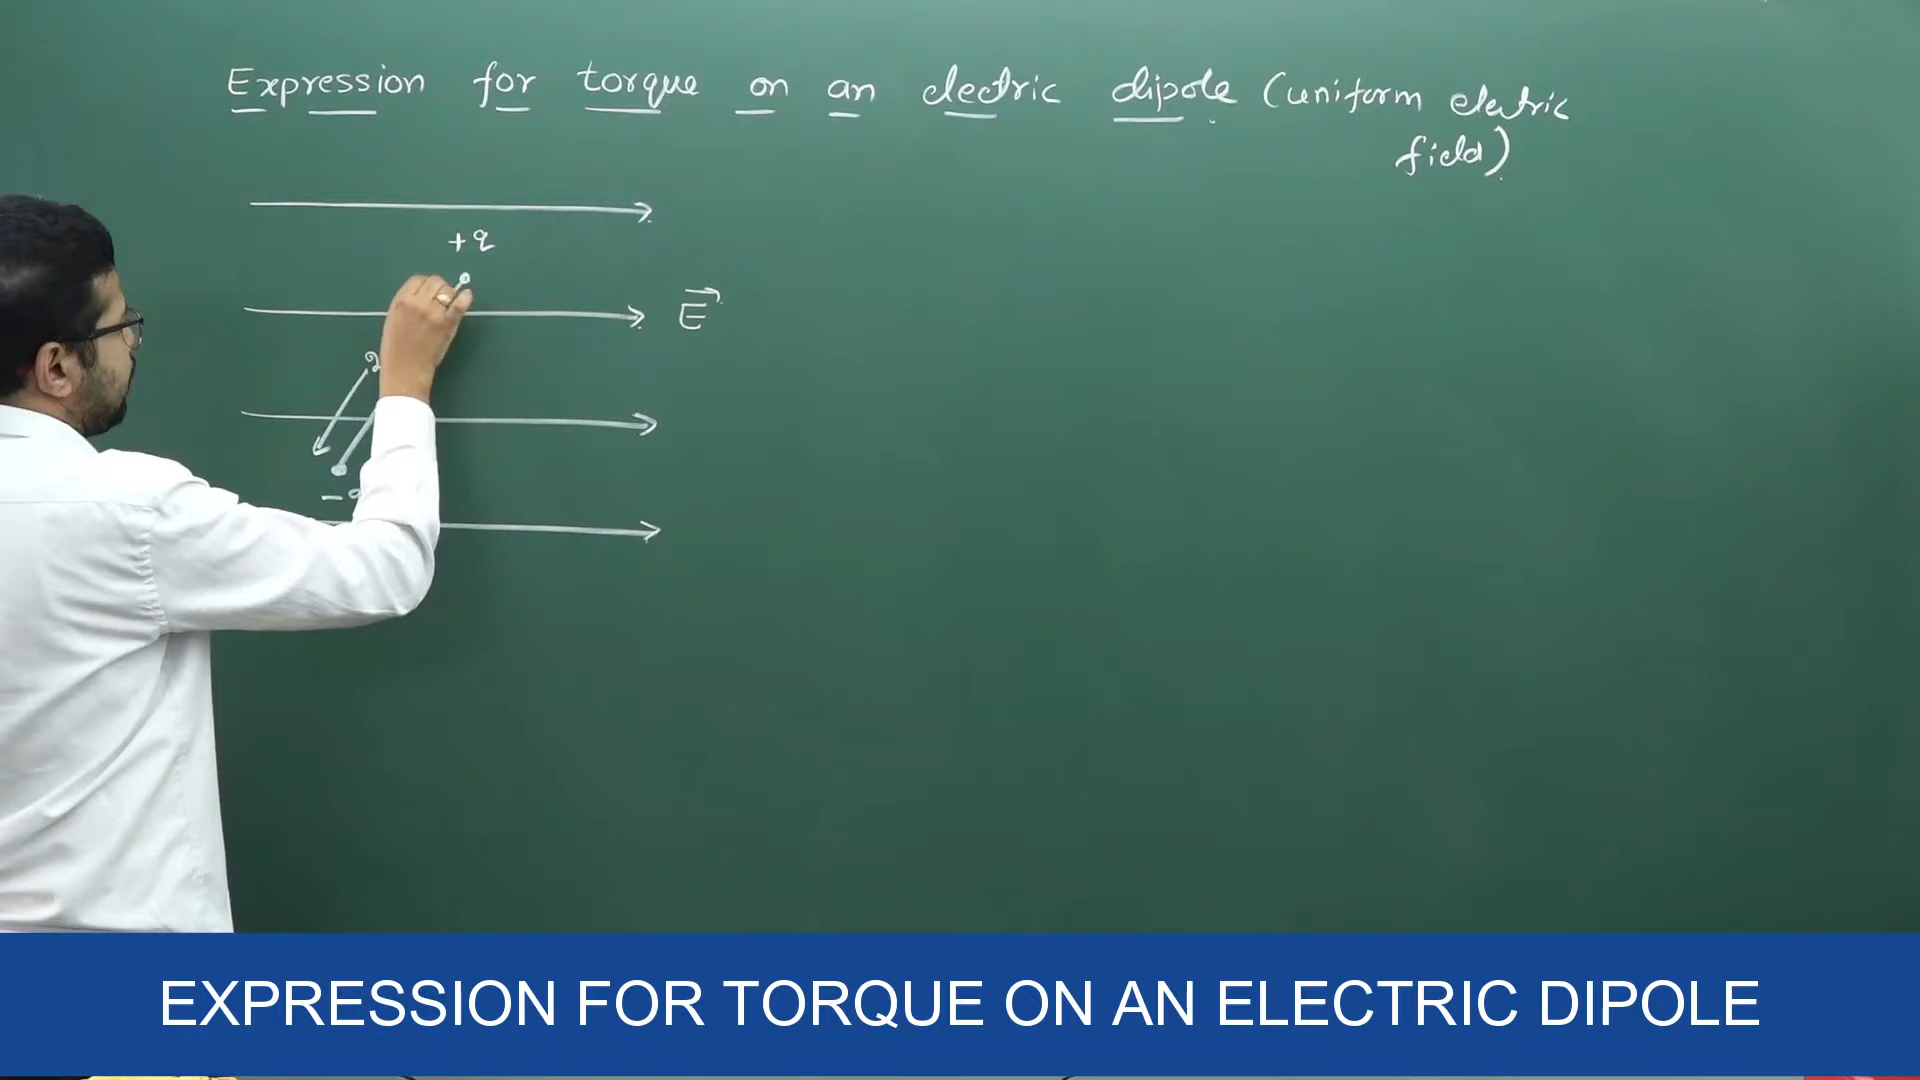 Expression for torque on an electric dipole (uniform electric
field)
+q
E
-q
EXPRESSION FOR TORQUE ON AN ELECTRIC DIPOLE